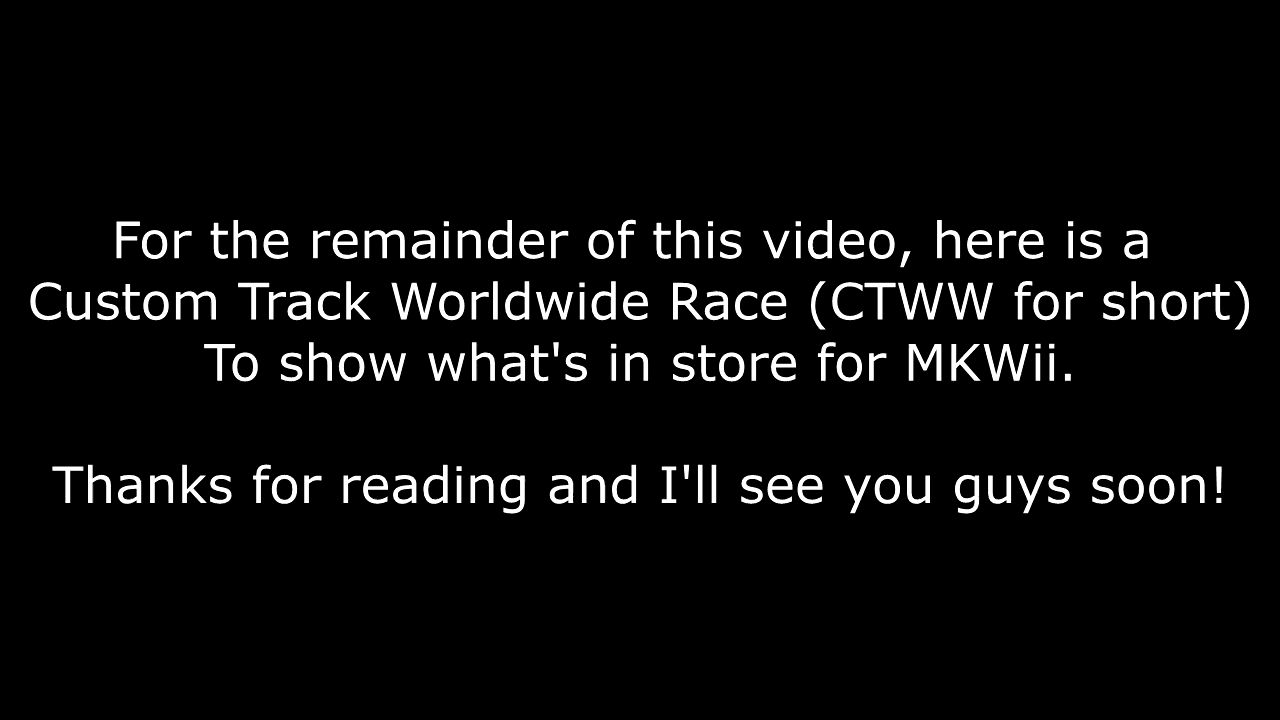 For the remainder of this video, here is a
Custom Track Worldwide Race (CTWW for short)
To show what's in store for MKWii.
Thanks for reading and I'll see you guys soon!